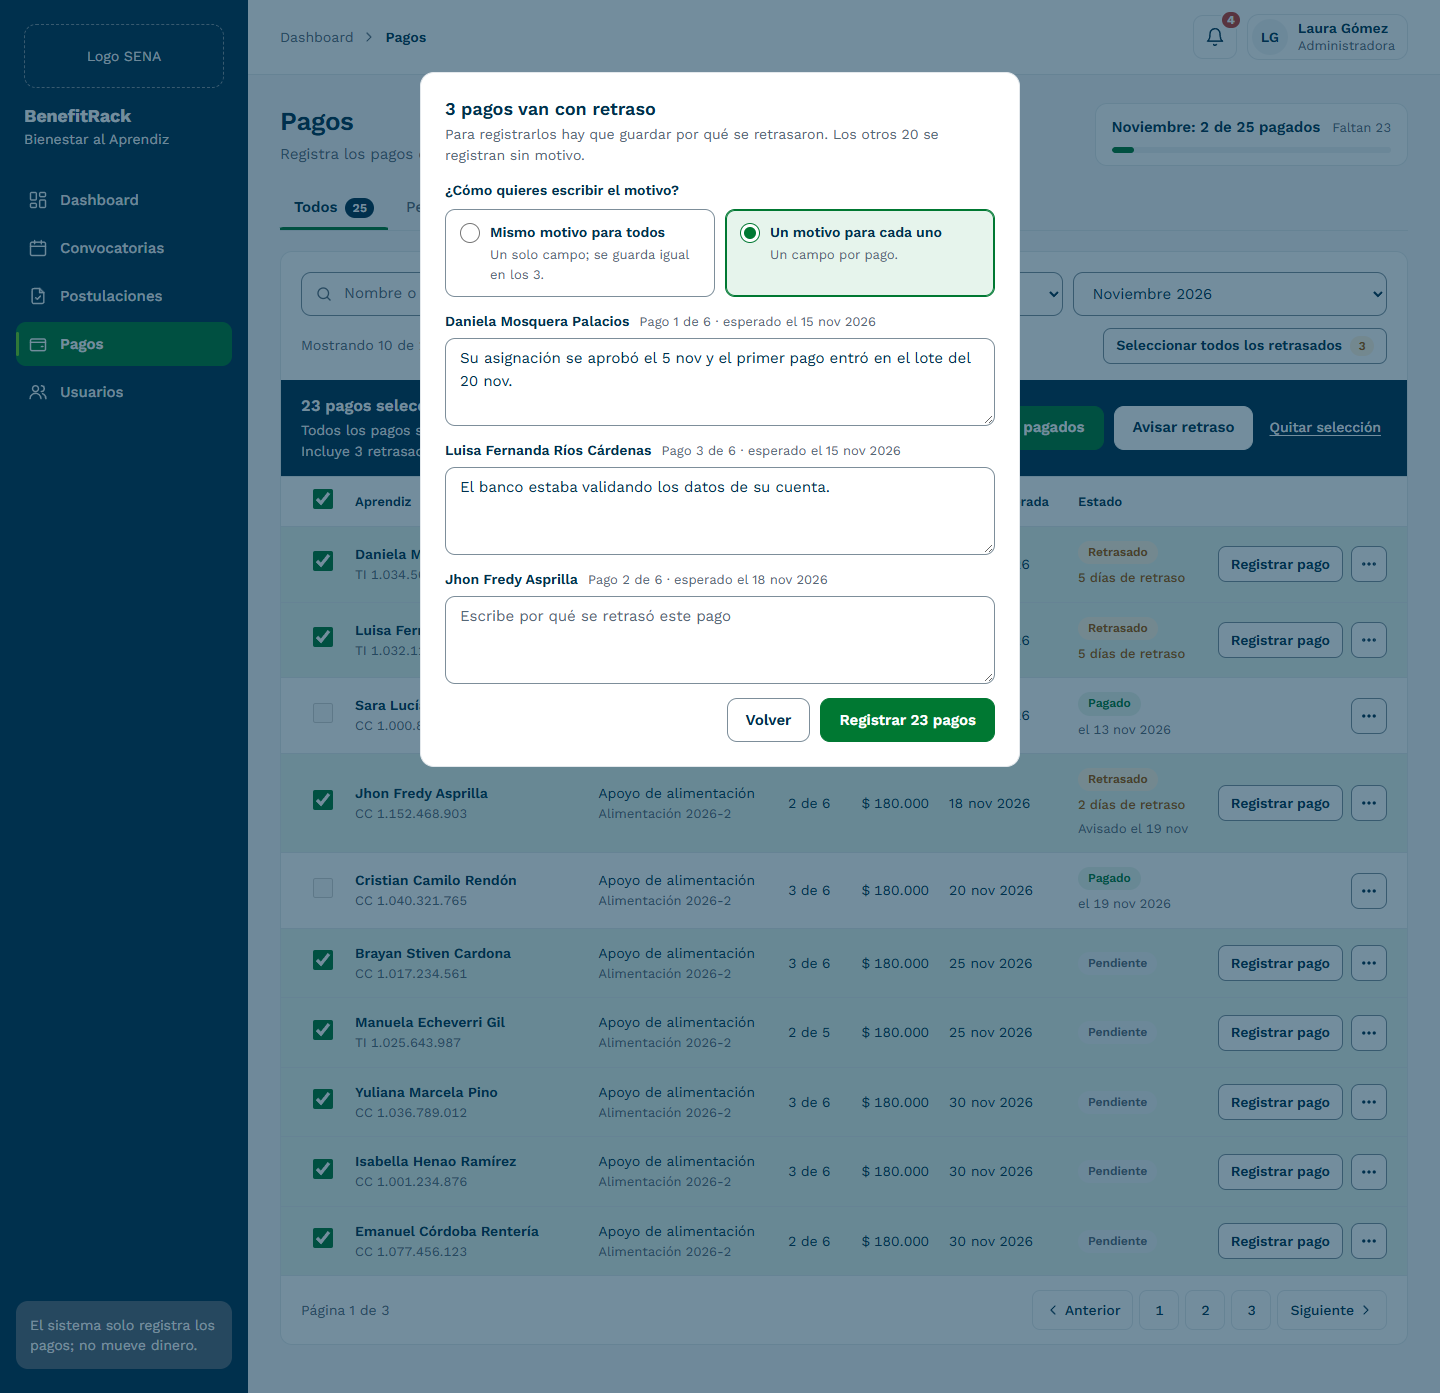 Logo SENA
BenefitRack
Bienestar al Aprendiz
Dashboard
Convocatorias
Postulaciones
Pagos
Usuarios
El sistema solo registra los
pagos; no mueve dinero.
Dashboard > Pagos
4
LG
Laura Gómez
Administradora
Pagos
Registra los pagos
Noviembre: 2 de 25 pagados Faltan 23
Todos 25
Nombre o
Noviembre 2026
Mostrando 10 de
Seleccionar todos los retrasados 3
23 pagos
Todos los pagos
Incluye 3
pagados
Avisar retraso
Quitar selección
3 pagos van con retraso
Para registrarlos hay que guardar por qué se retrasaron. Los otros 20 se
registran sin motivo.
¿Cómo quieres escribir el motivo?
Mismo motivo para todos
Un solo campo; se guarda igual
en los 3.
Un motivo para cada uno
Un campo por pago.
Daniela Mosquera Palacios Pago 1 de 6 · esperado el 15 nov 2026
Su asignación se aprobó el 5 nov y el primer pago entró en el lote del
20 nov.
Luisa Fernanda Ríos Cárdenas Pago 3 de 6 · esperado el 15 nov 2026
El banco estaba validando los datos de su cuenta.
Jhon Fredy Asprilla Pago 2 de 6 · esperado el 18 nov 2026
Escribe por qué se retrasó este pago
Volver
Registrar 23 pagos
Aprendiz
Estado
Daniela
TI
Retrasado
5 días de retraso
Registrar pago
Luisa
TI
Retrasado
5 días de retraso
Registrar pago
Sara
CC
Pagado
el 13 nov 2026
Jhon Fredy Asprilla
CC 1.152.468.903
Apoyo de alimentación
Alimentación 2026-2
2 de 6
$ 180.000
18 nov 2026
Retrasado
2 días de retraso
Avisado el 19 nov
Registrar pago
Cristian Camilo Rendón
CC 1.040.321.765
Apoyo de alimentación
Alimentación 2026-2
3 de 6
$ 180.000
20 nov 2026
Pagado
el 19 nov 2026
Brayan Stiven Cardona
CC 1.017.234.561
Apoyo de alimentación
Alimentación 2026-2
3 de 6
$ 180.000
25 nov 2026
Pendiente
Registrar pago
Manuela Echeverri Gil
TI 1.025.643.987
Apoyo de alimentación
Alimentación 2026-2
2 de 5
$ 180.000
25 nov 2026
Pendiente
Registrar pago
Yuliana Marcela Pino
CC 1.036.789.012
Apoyo de alimentación
Alimentación 2026-2
3 de 6
$ 180.000
30 nov 2026
Pendiente
Registrar pago
Isabella Henao Ramírez
CC 1.001.234.876
Apoyo de alimentación
Alimentación 2026-2
3 de 6
$ 180.000
30 nov 2026
Pendiente
Registrar pago
Emanuel Córdoba Rentería
CC 1.077.456.123
Apoyo de alimentación
Alimentación 2026-2
2 de 6
$ 180.000
30 nov 2026
Pendiente
Registrar pago
Página 1 de 3
Anterior
1
2
3
Siguiente